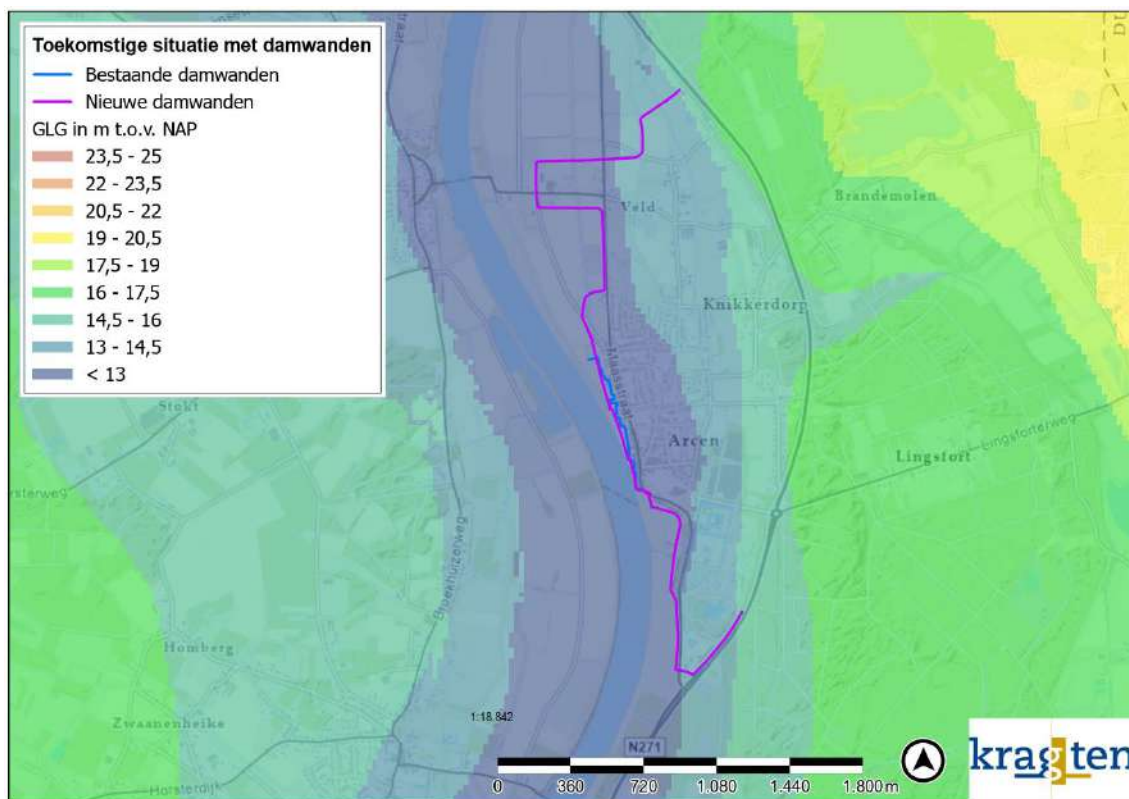 Toekomstige situatie met damwanden
Bestaande damwanden
Nieuwe damwanden
GLG in m t.o.v. NAP
23,5 - 25
22 - 23,5
20,5 - 22
19 - 20,5
17,5 - 19
16 - 17,5
14,5 - 16
13 - 14,5
< 13
Brandemolen
Veld
Knikkerdorp
Maasstraat
Stokt
Arcen
Lingsfort
Lingsforterweg
Broekhuizerweg
Homberg
Zwaanenheike
Horsterdijk
1:18.842
N271
0 360 720 1.080 1.440 1.800 m
kragten